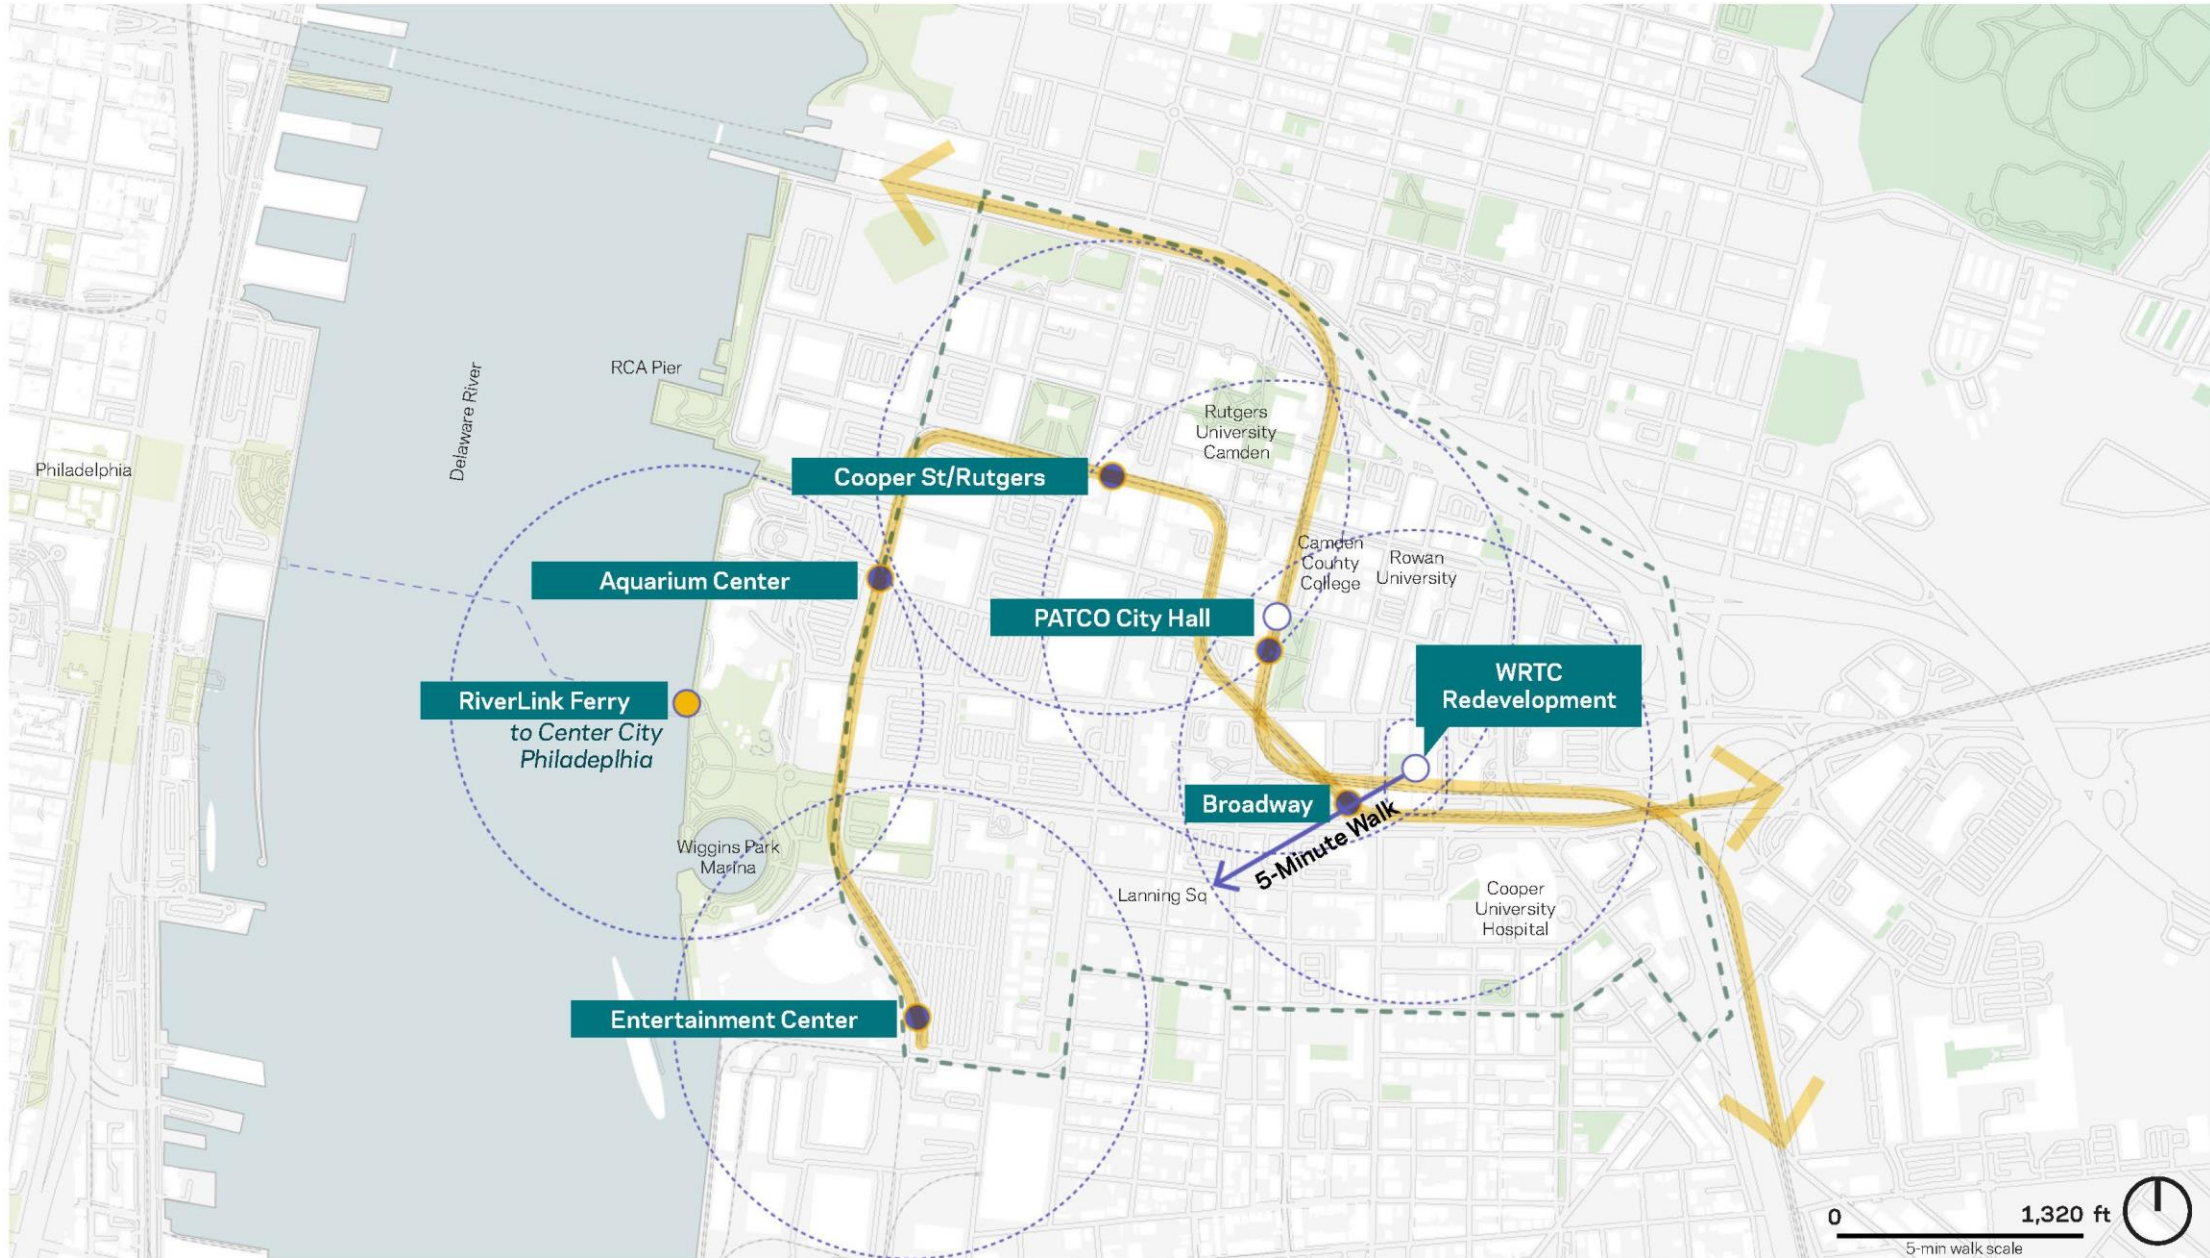 RCA Pier
Delaware River
Philadelphia
Rutgers
University
Camden
Cooper St/Rutgers
Camden
County
College
Rowan
University
Aquarium Center
PATCO City Hall
WRTC
Redevelopment
RiverLink Ferry
to Center City
Philadeplhia
Broadway
5-Minute Walk
Wiggins Park
Marina
Lanning Sq
Cooper
University
Hospital
Entertainment Center
0 1,320 ft
5-min walk scale